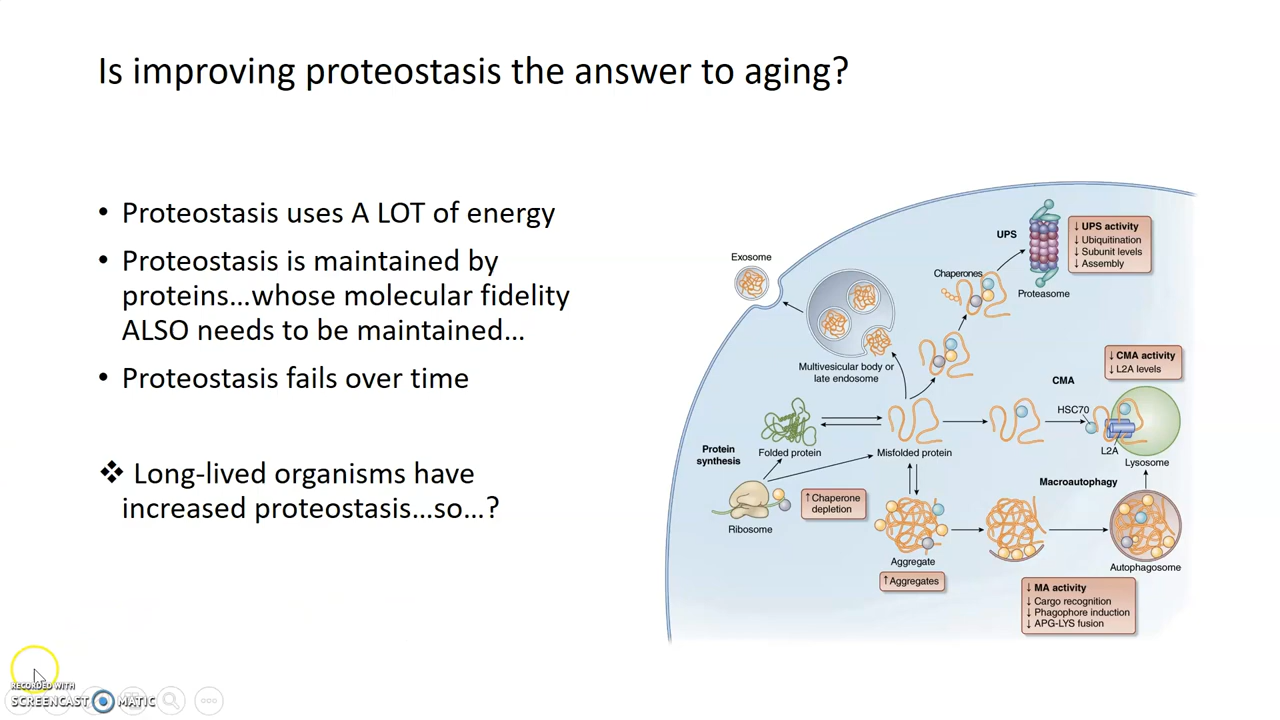 Is improving proteostasis the answer to aging?
• Proteostasis uses A LOT of energy
• Proteostasis is maintained by
proteins...whose molecular fidelity
ALSO needs to be maintained...
• Proteostasis fails over time
❖ Long-lived organisms have
increased proteostasis...so...?
Exosome
Multivesicular body or
late endosome
Chaperones
UPS
Proteasome
↓ UPS activity
↓ Ubiquitination
↓ Subunit levels
↓ Assembly
↓ CMA activity
↓ L2A levels
CMA
HSC70
L2A
Lysosome
Protein
synthesis
Folded protein
Misfolded protein
Ribosome
↑ Chaperone
depletion
Aggregate
↑ Aggregates
Macroautophagy
Autophagosome
↓ MA activity
↓ Cargo recognition
↓ Phagophore induction
↓ APG-LYS fusion
RECORDED WITH
SCREENCAST MATIC